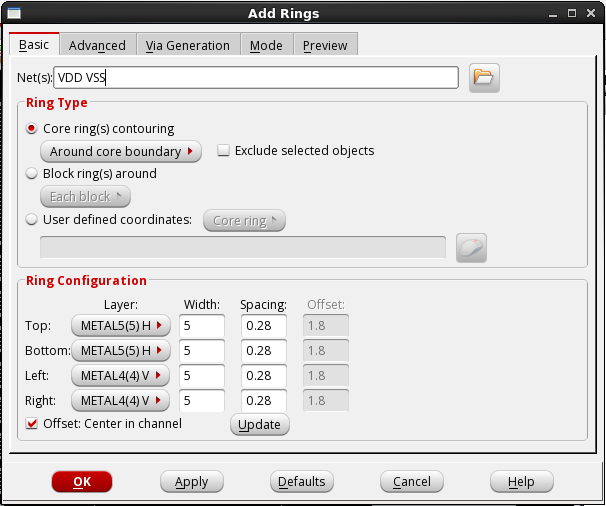 Add Rings
Basic Advanced Via Generation Mode Preview
Net(s): VDD VSS
Ring Type
Core ring(s) contouring
Around core boundary Exclude selected objects
Block ring(s) around
Each block
User defined coordinates: Core ring
Ring Configuration
Layer: Width: Spacing: Offset:
Top: METAL5(5) H 5 0.28 1.8
Bottom: METAL5(5) H 5 0.28 1.8
Left: METAL4(4) V 5 0.28 1.8
Right: METAL4(4) V 5 0.28 1.8
Offset: Center in channel Update
OK Apply Defaults Cancel Help